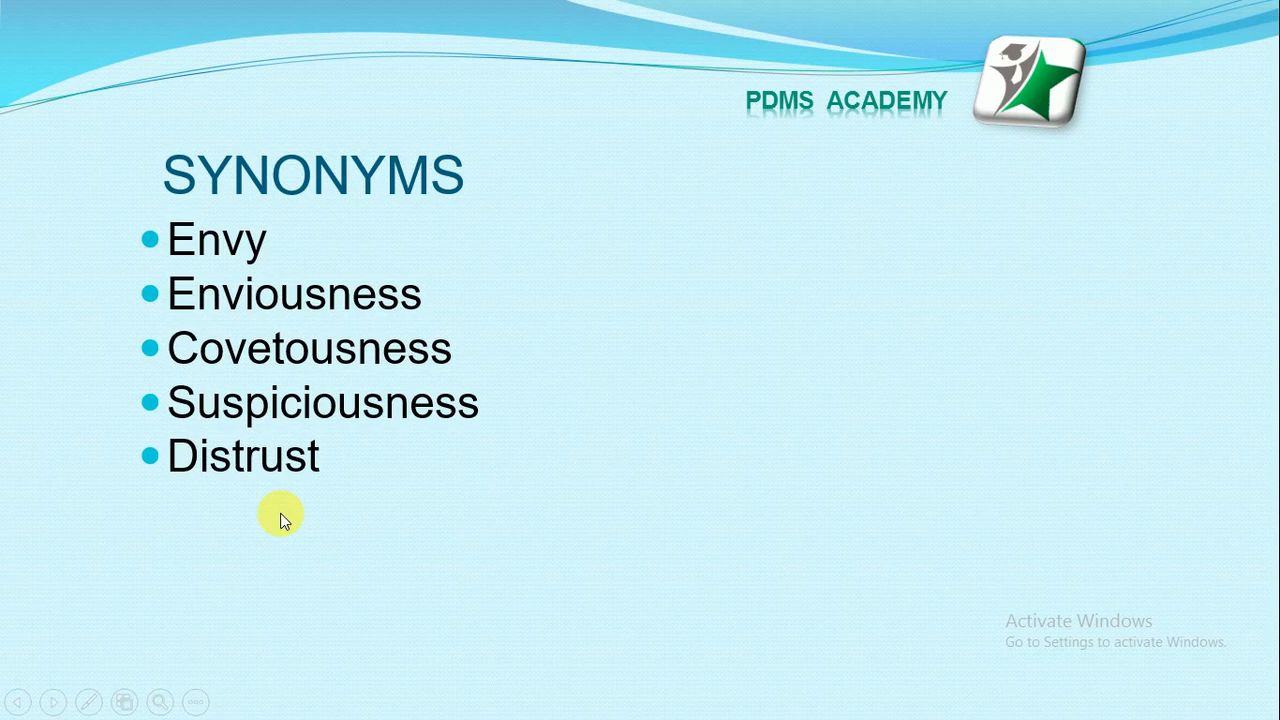 PDMS ACADEMY
SYNONYMS
Envy
Enviousness
Covetousness
Suspiciousness
Distrust
Activate Windows
Go to Settings to activate Windows.